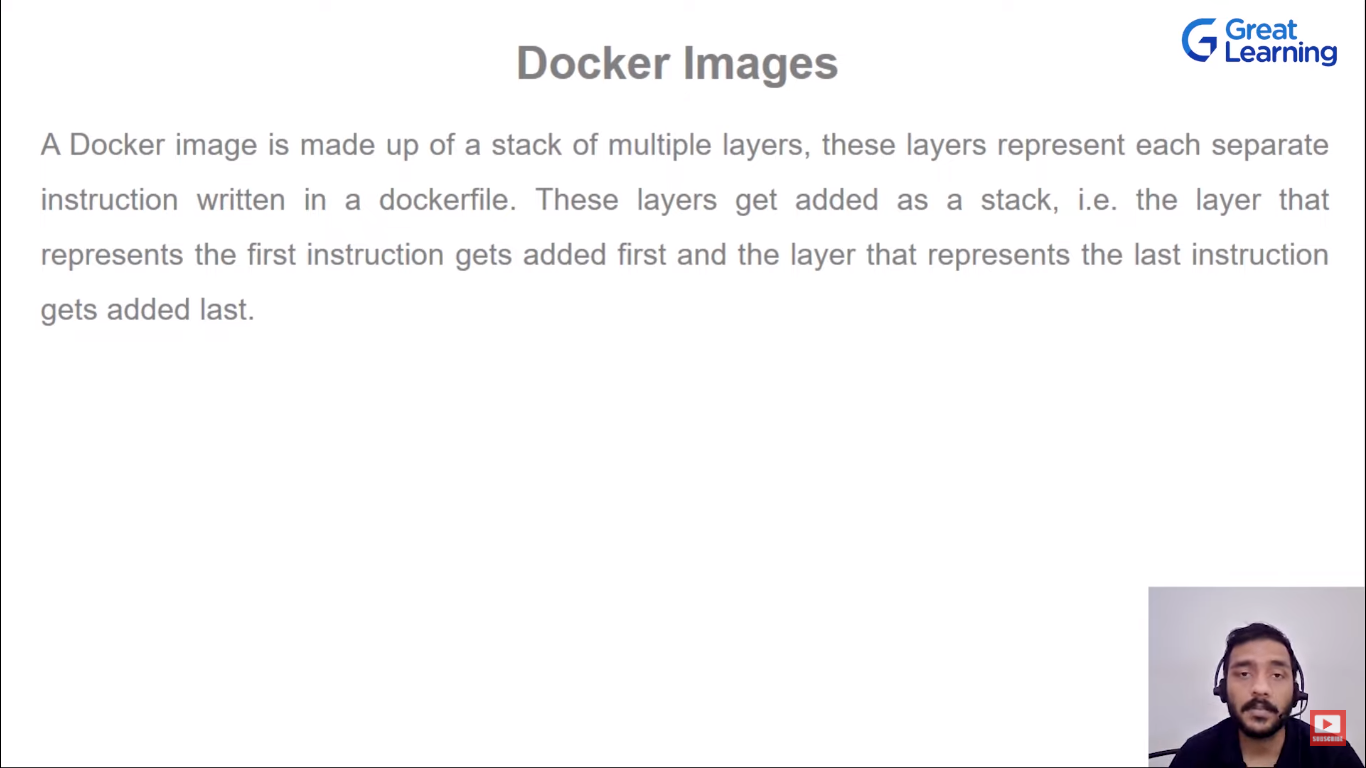 Great
Learning
Docker Images
A Docker image is made up of a stack of multiple layers, these layers represent each separate
instruction written in a dockerfile. These layers get added as a stack, i.e. the layer that
represents the first instruction gets added first and the layer that represents the last instruction
gets added last.
SUBSCRIBE